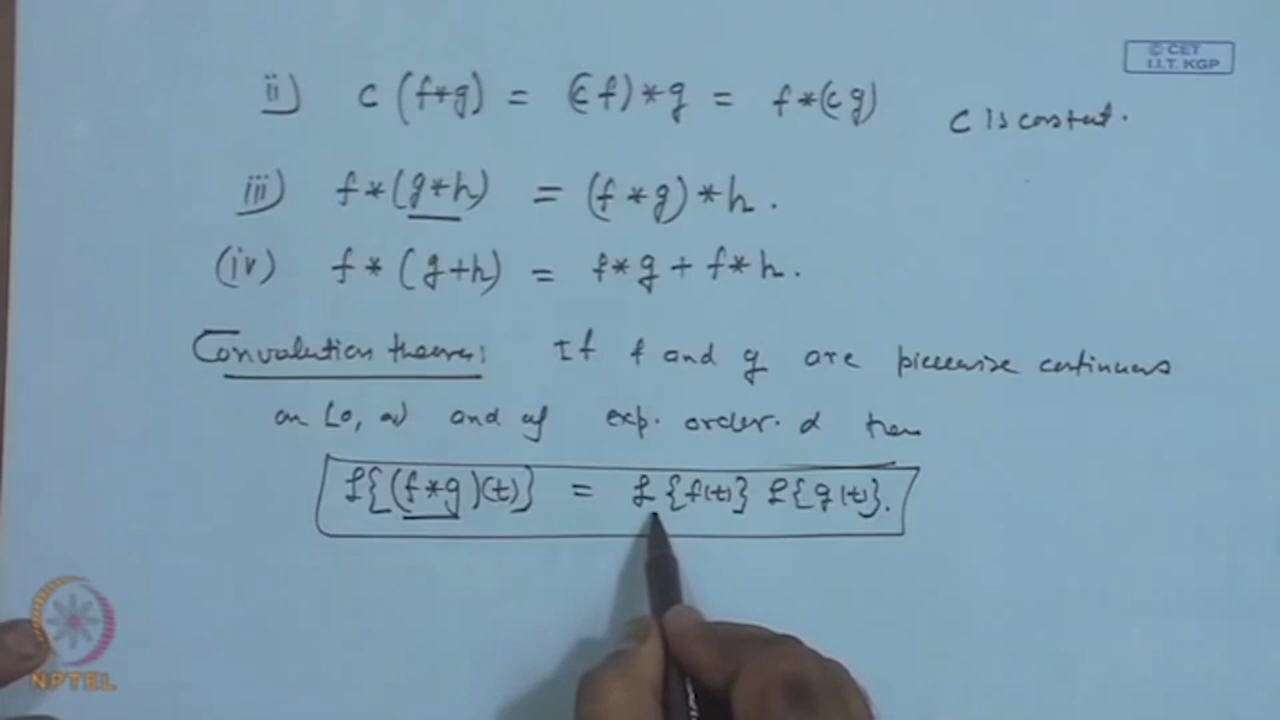 © CET
I.I.T. KGP
ii) c (f*g) = (cf)*g = f*(cg) c is constant.
iii) f*(g*h) = (f*g)*h.
(iv) f*(g+h) = f*g + f*h.
Convolution theorem: If f and g are piecewise continuous
on [0, ∞) and of exp. order. α then
£{(f*g)(t)} = £{f(t)} £{g(t)}.
NPTEL